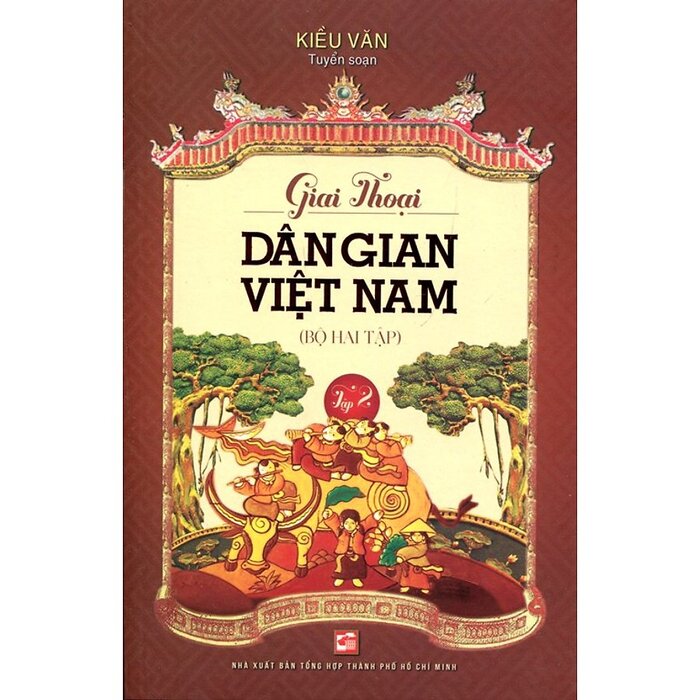 KIỀU VĂN
Tuyển soạn
Giai Thoại
DÂN GIAN
VIỆT NAM
(BỘ HAI TẬP)
Tập 2
NHÀ XUẤT BẢN TỔNG HỢP THÀNH PHỐ HỒ CHÍ MINH